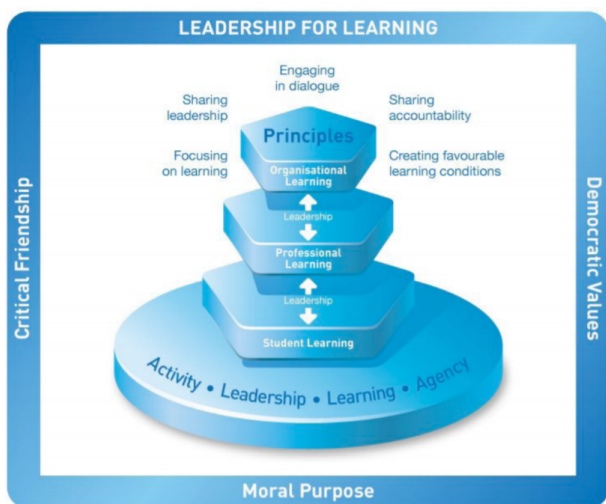 LEADERSHIP FOR LEARNING
Engaging
in dialogue
Sharing
leadership
Sharing
accountability
Principles
Focusing
on learning
Organisational
Learning
Creating favourable
learning conditions
Leadership
Professional
Learning
Leadership
Student Learning
Activity • Leadership • Learning • Agency
Critical Friendship
Democratic Values
Moral Purpose